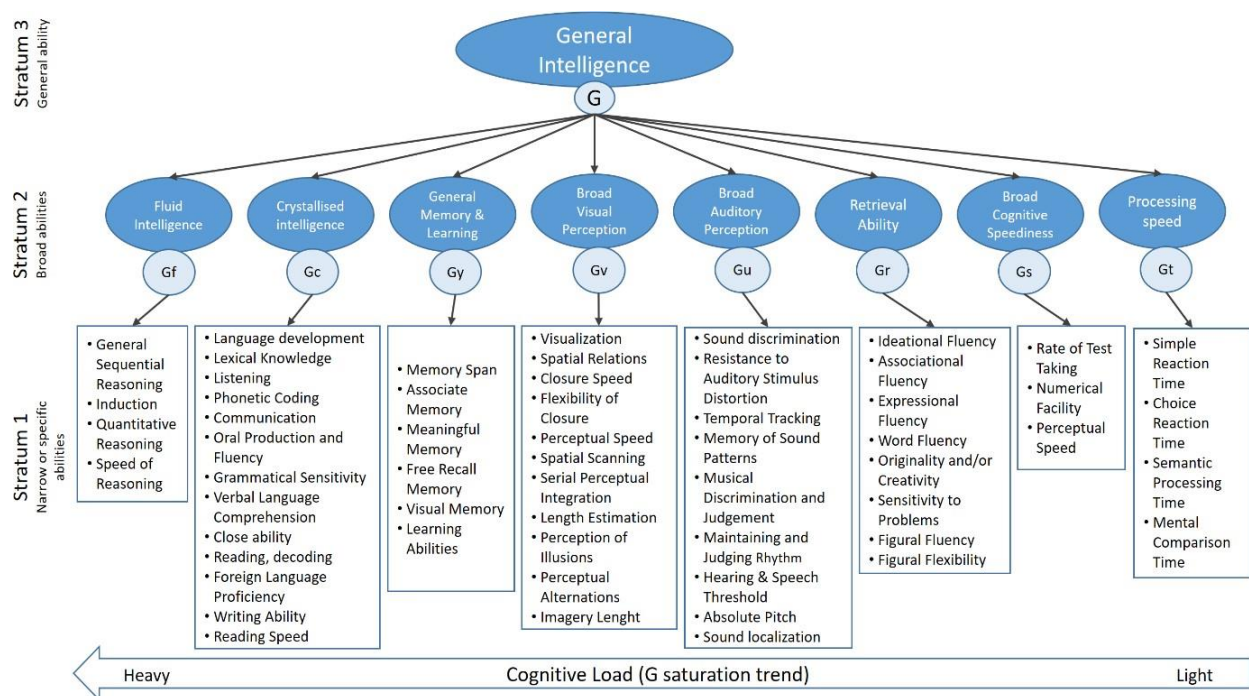 Stratum 3
General ability
General
Intelligence
G
Stratum 2
Broad abilities
Fluid
Intelligence
Gf
Crystallised
intelligence
Gc
General
Memory &
Learning
Gy
Broad
Visual
Perception
Gv
Broad
Auditory
Perception
Gu
Retrieval
Ability
Gr
Broad
Cognitive
Speediness
Gs
Processing
speed
Gt
Stratum 1
Narrow or specific
abilities
• General
Sequential
Reasoning
• Induction
• Quantitative
Reasoning
• Speed of
Reasoning
• Language development
• Lexical Knowledge
• Listening
• Phonetic Coding
• Communication
• Oral Production and
Fluency
• Grammatical Sensitivity
• Verbal Language
Comprehension
• Close ability
• Reading, decoding
• Foreign Language
Proficiency
• Writing Ability
• Reading Speed
• Memory Span
• Associate
Memory
• Meaningful
Memory
• Free Recall
Memory
• Visual Memory
• Learning
Abilities
• Visualization
• Spatial Relations
• Closure Speed
• Flexibility of
Closure
• Perceptual Speed
• Spatial Scanning
• Serial Perceptual
Integration
• Length Estimation
• Perception of
Illusions
• Perceptual
Alternations
• Imagery Lenght
• Sound discrimination
• Resistance to
Auditory Stimulus
Distortion
• Temporal Tracking
• Memory of Sound
Patterns
• Musical
Discrimination and
Judgement
• Maintaining and
Judging Rhythm
• Hearing & Speech
Threshold
• Absolute Pitch
• Sound localization
• Ideational Fluency
• Associational
Fluency
• Expressional
Fluency
• Word Fluency
• Originality and/or
Creativity
• Sensitivity to
Problems
• Figural Fluency
• Figural Flexibility
• Rate of Test
Taking
• Numerical
Facility
• Perceptual
Speed
• Simple
Reaction
Time
• Choice
Reaction
Time
• Semantic
Processing
Time
• Mental
Comparison
Time
Heavy
Cognitive Load (G saturation trend)
Light